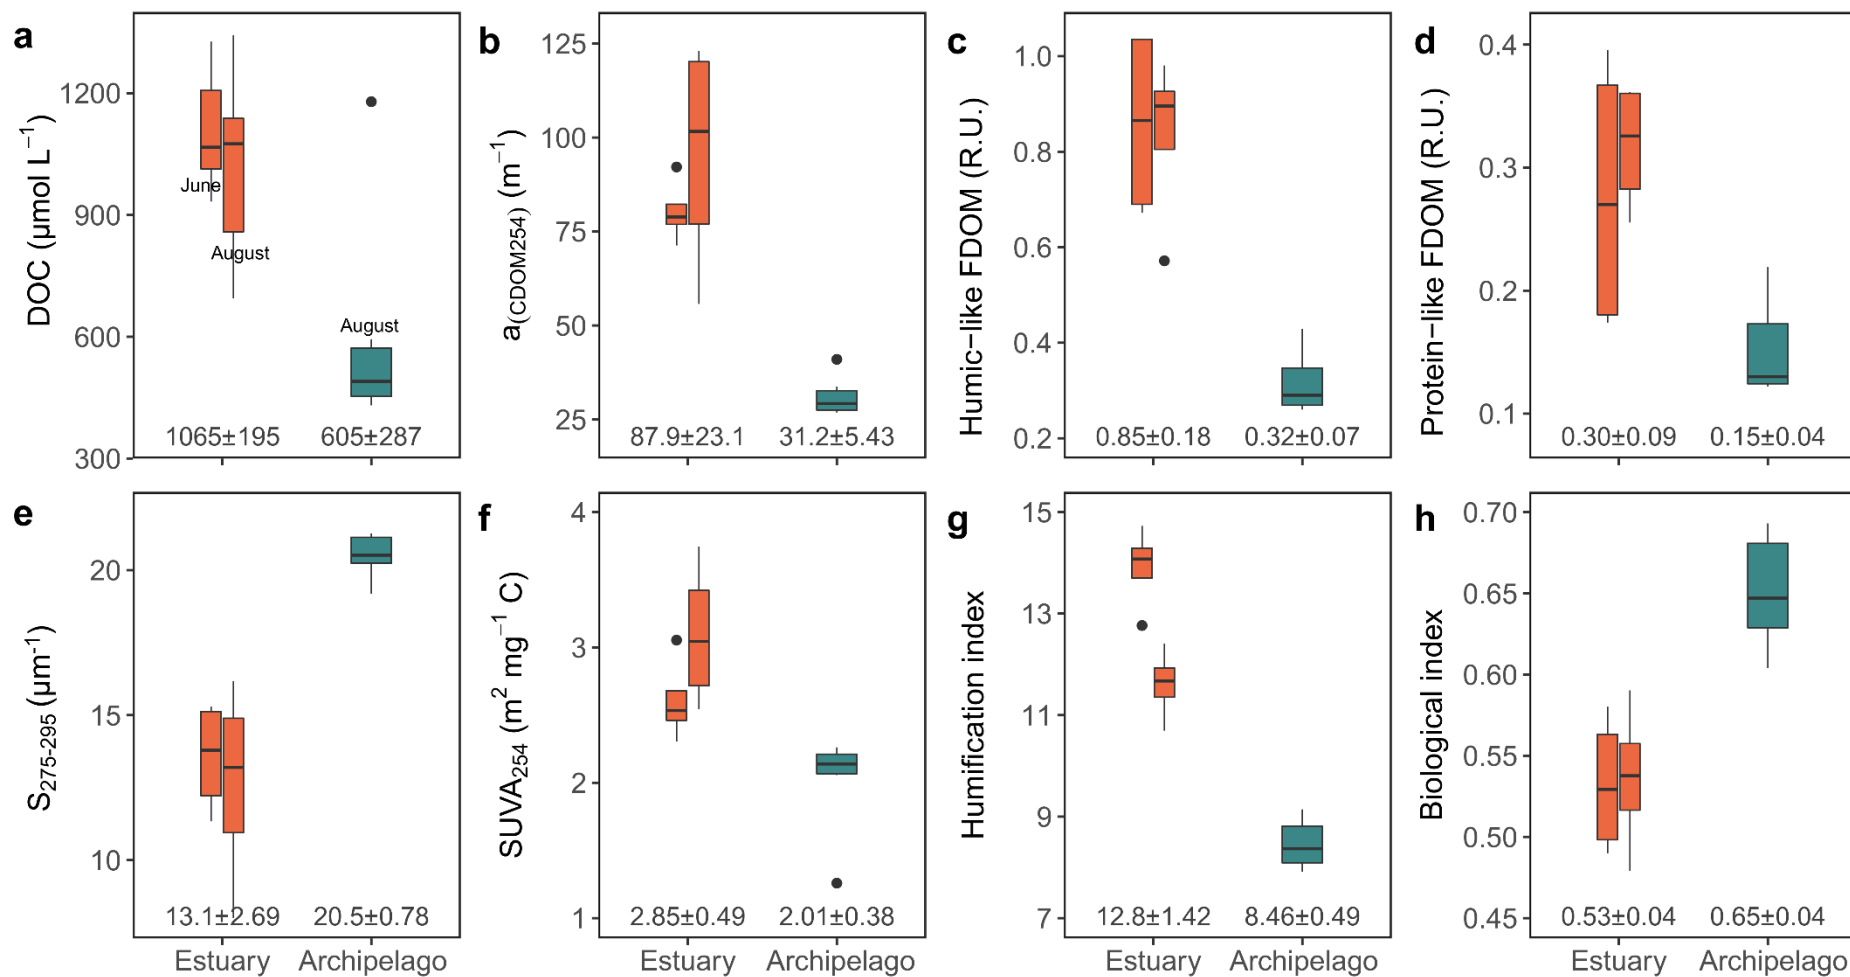 a
DOC (µmol L⁻¹)
1200
900
600
300
June
August
August
1065±195
605±287
b
a(CDOM254) (m⁻¹)
125
100
75
50
25
87.9±23.1
31.2±5.43
c
Humic−like FDOM (R.U.)
1.0
0.8
0.6
0.4
0.2
0.85±0.18
0.32±0.07
d
Protein−like FDOM (R.U.)
0.4
0.3
0.2
0.1
0.30±0.09
0.15±0.04
e
S275-295 (µm⁻¹)
20
15
10
13.1±2.69
20.5±0.78
Estuary
Archipelago
f
SUVA254 (m² mg⁻¹ C)
4
3
2
1
2.85±0.49
2.01±0.38
Estuary
Archipelago
g
Humification index
15
13
11
9
7
12.8±1.42
8.46±0.49
Estuary
Archipelago
h
Biological index
0.70
0.65
0.60
0.55
0.50
0.45
0.53±0.04
0.65±0.04
Estuary
Archipelago